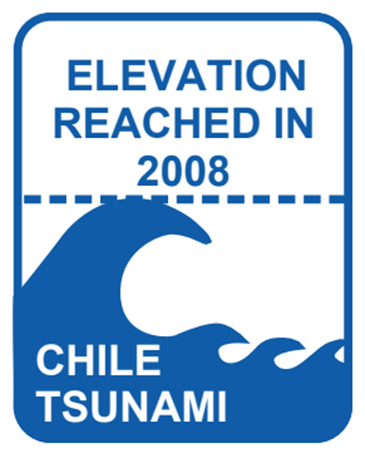 ELEVATION
REACHED IN
2008
CHILE
TSUNAMI